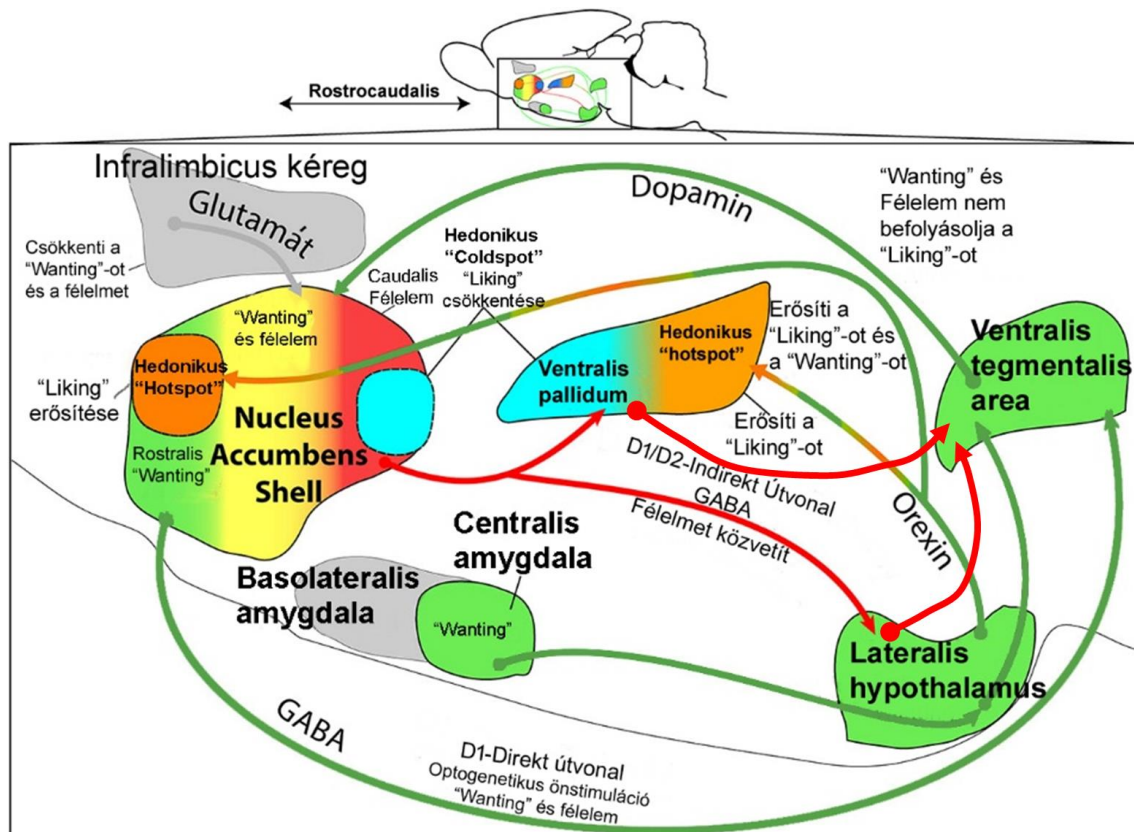 Rostrocaudalis
Infralimbicus kéreg
Glutamát
Csökkenti a
“Wanting”-ot
és a félelmet
Dopamin
“Wanting” és
Félelem nem
befolyásolja a
“Liking”-ot
Hedonikus
“Coldspot”
“Liking”
csökkentése
Caudalis
Félelem
“Wanting”
és félelem
Hedonikus
“Hotspot”
“Liking”
erősítése
Rostralis
“Wanting”
Nucleus
Accumbens
Shell
Ventralis
pallidum
Hedonikus
“hotspot”
Erősíti a
“Liking”-ot és
a “Wanting”-ot
Erősíti a
“Liking”-ot
Ventralis
tegmentalis
area
D1/D2-Indirekt Útvonal
GABA
Félelmet közvetít
Orexin
Centralis
amygdala
Basolateralis
amygdala
“Wanting”
Lateralis
hypothalamus
GABA
D1-Direkt útvonal
Optogenetikus önstimuláció
“Wanting” és félelem